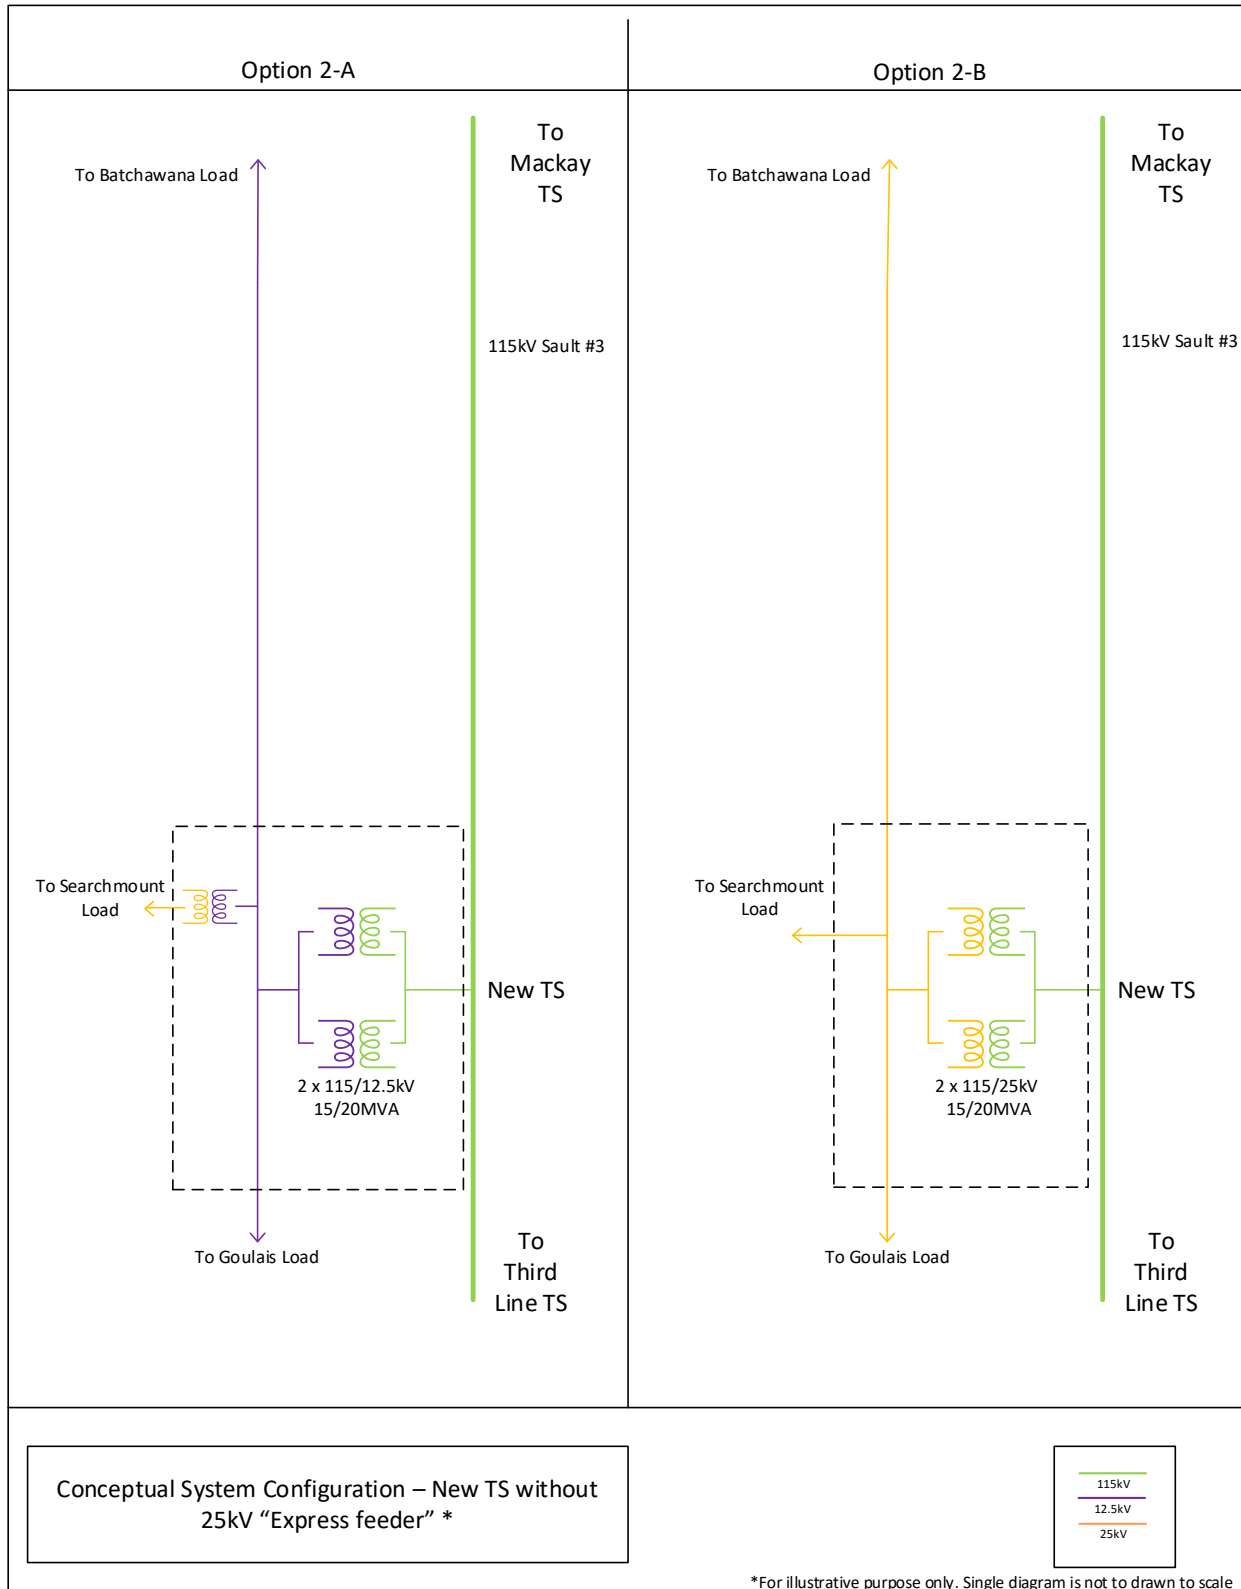 Option 2-A
To Batchawana Load
To
Mackay
TS
115kV Sault #3
To Searchmount
Load
New TS
2 x 115/12.5kV
15/20MVA
To Goulais Load
To
Third
Line TS
Option 2-B
To Batchawana Load
To
Mackay
TS
115kV Sault #3
To Searchmount
Load
New TS
2 x 115/25kV
15/20MVA
To Goulais Load
To
Third
Line TS
Conceptual System Configuration – New TS without
25kV “Express feeder” *
115kV
12.5kV
25kV
*For illustrative purpose only. Single diagram is not to drawn to scale